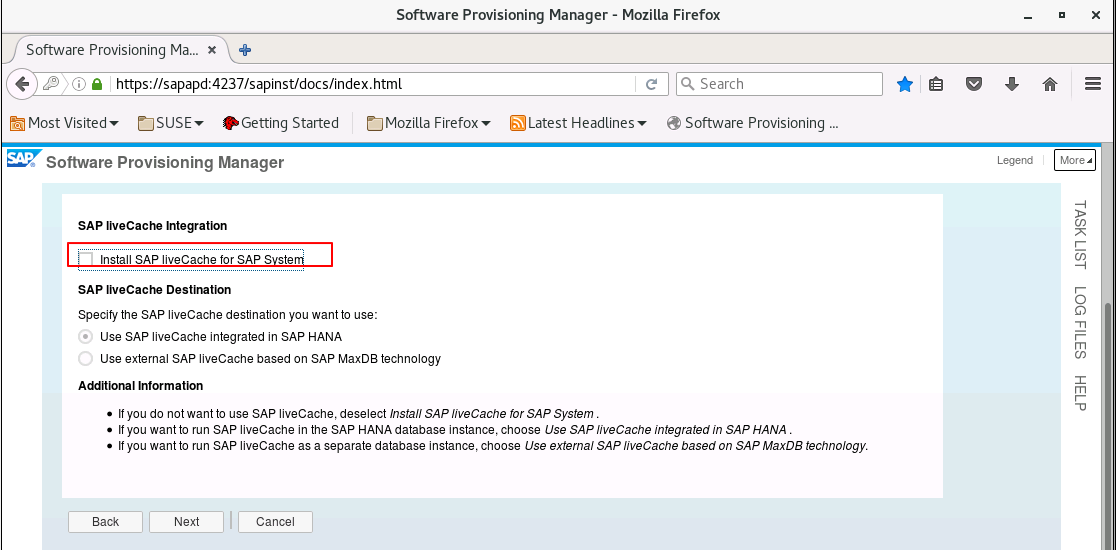 Software Provisioning Manager - Mozilla Firefox
Software Provisioning Ma...
https://sapapd:4237/sapinst/docs/index.html
Search
Most Visited
SUSE
Getting Started
Mozilla Firefox
Latest Headlines
Software Provisioning ...
SAP
Software Provisioning Manager
Legend
More
SAP liveCache Integration
Install SAP liveCache for SAP System
SAP liveCache Destination
Specify the SAP liveCache destination you want to use:
Use SAP liveCache integrated in SAP HANA
Use external SAP liveCache based on SAP MaxDB technology
Additional Information
• If you do not want to use SAP liveCache, deselect Install SAP liveCache for SAP System .
• If you want to run SAP liveCache in the SAP HANA database instance, choose Use SAP liveCache integrated in SAP HANA .
• If you want to run SAP liveCache as a separate database instance, choose Use external SAP liveCache based on SAP MaxDB technology.
Back
Next
Cancel
TASK LIST
LOG FILES
HELP